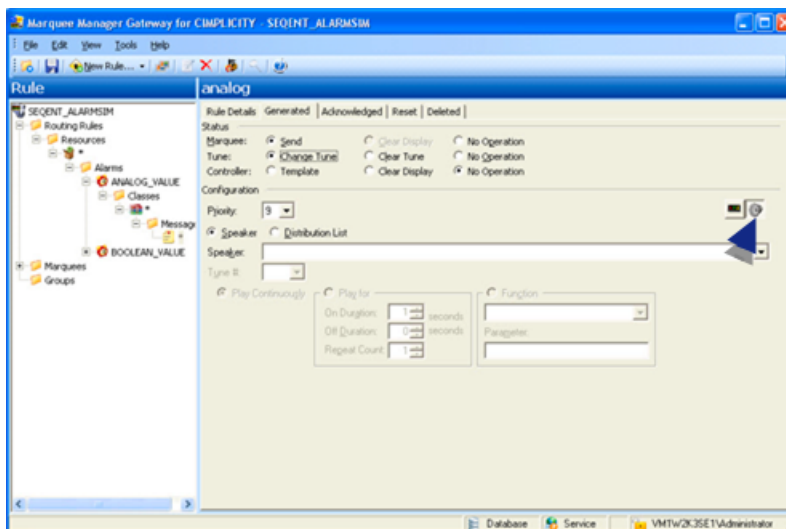 Marquee Manager Gateway for CIMPLICITY - SEQENT_ALARMSIM
File Edit View Tools Help
New Rule...
Rule
analog
SEQENT_ALARMSIM
Routing Rules
Resources
*
Alarms
ANALOG_VALUE
Classes
*
Messag
*
BOOLEAN_VALUE
Marquees
Groups
Rule Details Generated Acknowledged Reset Deleted
Status
Marquee: Send Clear Display No Operation
Tune: Change Tune Clear Tune No Operation
Controller: Template Clear Display No Operation
Configuration
Priority: 9
Speaker Distribution List
Speaker:
Tune #:
Play Continuously Play for Function
On Duration: 1 seconds
Off Duration: 0 seconds Parameter:
Repeat Count: 1
Database Service VMTW2K3SE1\Administrator